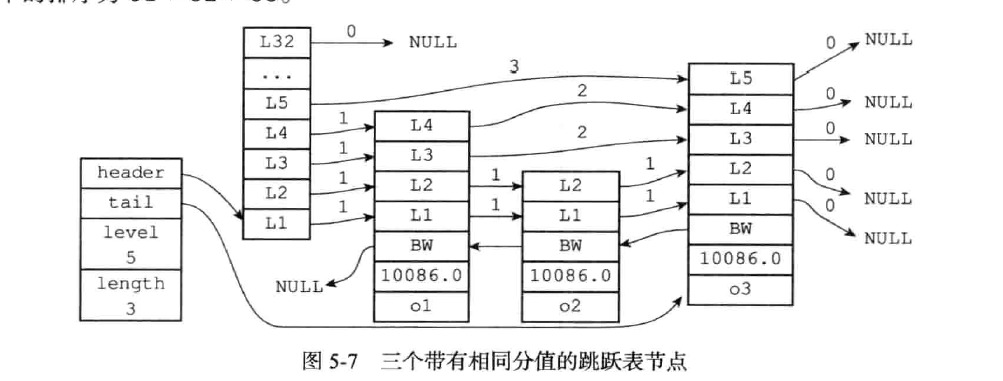 L32
...
L5
L4
L3
L2
L1
0
NULL
3
1
1
1
1
header
tail
level
5
length
3
L4
L3
L2
L1
BW
10086.0
o1
NULL
2
2
1
1
L2
L1
BW
10086.0
o2
1
1
L5
L4
L3
L2
L1
BW
10086.0
o3
0
NULL
0
NULL
0
NULL
0
NULL
0
NULL
图 5-7 三个带有相同分值的跳跃表节点